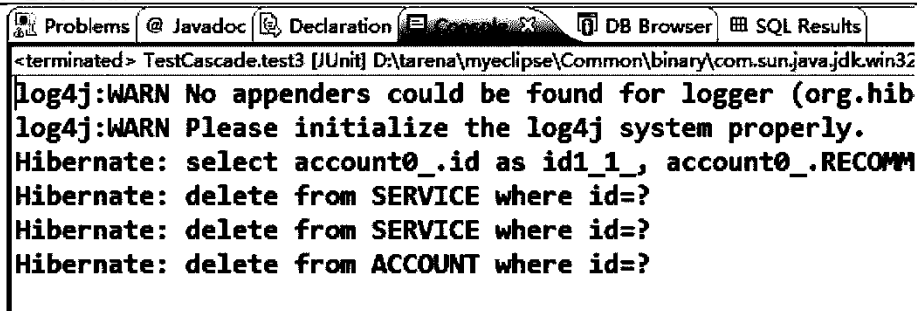 Problems @ Javadoc Declaration Console DB Browser SQL Results
<terminated> TestCascade.test3 [JUnit] D:\tarena\myeclipse\Common\binary\com.sun.java.jdk.win32
log4j:WARN No appenders could be found for logger (org.hib
log4j:WARN Please initialize the log4j system properly.
Hibernate: select account0_.id as id1_1_, account0_.RECOMM
Hibernate: delete from SERVICE where id=?
Hibernate: delete from SERVICE where id=?
Hibernate: delete from ACCOUNT where id=?